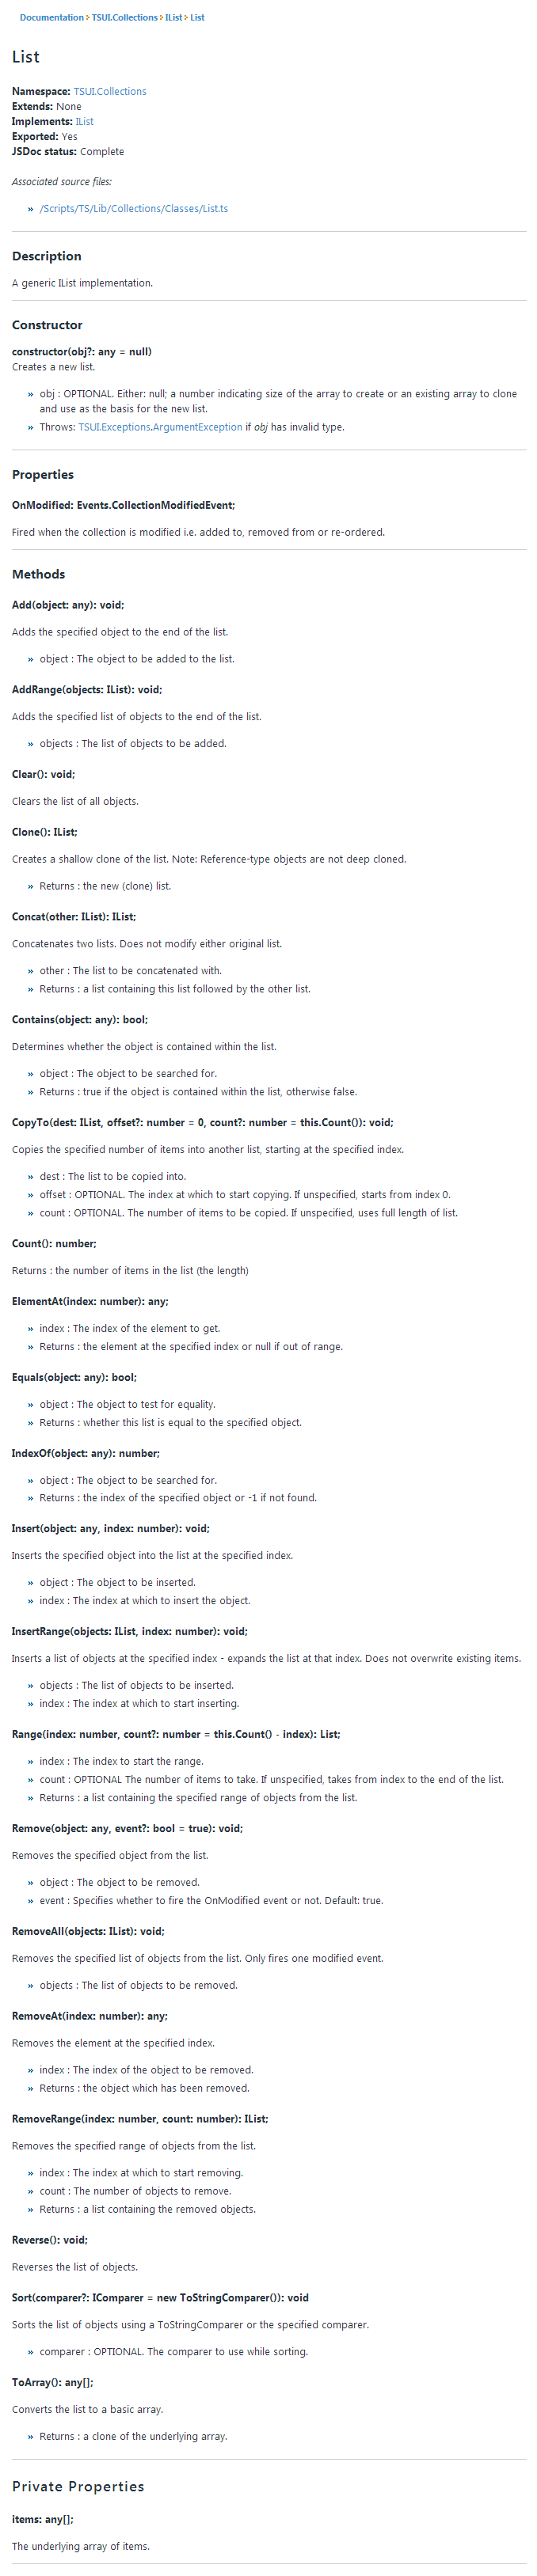 Documentation > TSUI.Collections > IList > List
List
Namespace: TSUI.Collections
Extends: None
Implements: IList
Exported: Yes
JSDoc status: Complete
Associated source files:
» /Scripts/TS/Lib/Collections/Classes/List.ts
Description
A generic IList implementation.
Constructor
constructor(obj?: any = null)
Creates a new list.
» obj : OPTIONAL. Either: null; a number indicating size of the array to create or an existing array to clone
and use as the basis for the new list.
» Throws: TSUI.Exceptions.ArgumentException if obj has invalid type.
Properties
OnModified: Events.CollectionModifiedEvent;
Fired when the collection is modified i.e. added to, removed from or re-ordered.
Methods
Add(object: any): void;
Adds the specified object to the end of the list.
» object : The object to be added to the list.
AddRange(objects: IList): void;
Adds the specified list of objects to the end of the list.
» objects : The list of objects to be added.
Clear(): void;
Clears the list of all objects.
Clone(): IList;
Creates a shallow clone of the list. Note: Reference-type objects are not deep cloned.
» Returns : the new (clone) list.
Concat(other: IList): IList;
Concatenates two lists. Does not modify either original list.
» other : The list to be concatenated with.
» Returns : a list containing this list followed by the other list.
Contains(object: any): bool;
Determines whether the object is contained within the list.
» object : The object to be searched for.
» Returns : true if the object is contained within the list, otherwise false.
CopyTo(dest: IList, offset?: number = 0, count?: number = this.Count()): void;
Copies the specified number of items into another list, starting at the specified index.
» dest : The list to be copied into.
» offset : OPTIONAL. The index at which to start copying. If unspecified, starts from index 0.
» count : OPTIONAL. The number of items to be copied. If unspecified, uses full length of list.
Count(): number;
Returns : the number of items in the list (the length)
ElementAt(index: number): any;
» index : The index of the element to get.
» Returns : the element at the specified index or null if out of range.
Equals(object: any): bool;
» object : The object to test for equality.
» Returns : whether this list is equal to the specified object.
IndexOf(object: any): number;
» object : The object to be searched for.
» Returns : the index of the specified object or -1 if not found.
Insert(object: any, index: number): void;
Inserts the specified object into the list at the specified index.
» object : The object to be inserted.
» index : The index at which to insert the object.
InsertRange(objects: IList, index: number): void;
Inserts a list of objects at the specified index - expands the list at that index. Does not overwrite existing items.
» objects : The list of objects to be inserted.
» index : The index at which to start inserting.
Range(index: number, count?: number = this.Count() - index): List;
» index : The index to start the range.
» count : OPTIONAL The number of items to take. If unspecified, takes from index to the end of the list.
» Returns : a list containing the specified range of objects from the list.
Remove(object: any, event?: bool = true): void;
Removes the specified object from the list.
» object : The object to be removed.
» event : Specifies whether to fire the OnModified event or not. Default: true.
RemoveAll(objects: IList): void;
Removes the specified list of objects from the list. Only fires one modified event.
» objects : The list of objects to be removed.
RemoveAt(index: number): any;
Removes the element at the specified index.
» index : The index of the object to be removed.
» Returns : the object which has been removed.
RemoveRange(index: number, count: number): IList;
Removes the specified range of objects from the list.
» index : The index at which to start removing.
» count : The number of objects to remove.
» Returns : a list containing the removed objects.
Reverse(): void;
Reverses the list of objects.
Sort(comparer?: IComparer = new ToStringComparer()): void
Sorts the list of objects using a ToStringComparer or the specified comparer.
» comparer : OPTIONAL. The comparer to use while sorting.
ToArray(): any[];
Converts the list to a basic array.
» Returns : a clone of the underlying array.
Private Properties
items: any[];
The underlying array of items.